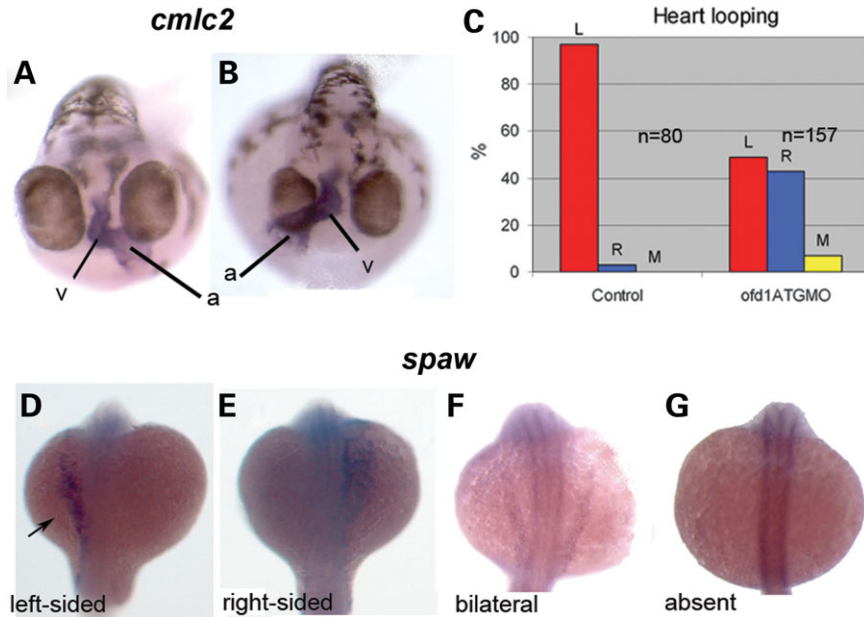 cmlc2
A
B
v
a
a
v
C
Heart looping
%
100
80
60
40
20
0
L
R
M
n=80
L
R
M
n=157
Control
ofd1ATGMO
spaw
D
E
F
G
left-sided
right-sided
bilateral
absent